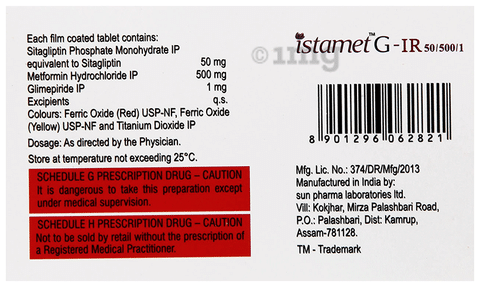 Each film coated tablet contains:
Sitagliptin Phosphate Monohydrate IP
equivalent to Sitagliptin 50 mg
Metformin Hydrochloride IP 500 mg
Glimepiride IP 1 mg
Excipients q.s.
Colours: Ferric Oxide (Red) USP-NF, Ferric Oxide
(Yellow) USP-NF and Titanium Dioxide IP
Dosage: As directed by the Physician.
Store at temperature not exceeding 25°C.
SCHEDULE G PRESCRIPTION DRUG – CAUTION
It is dangerous to take this preparation except
under medical supervision.
SCHEDULE H PRESCRIPTION DRUG – CAUTION
Not to be sold by retail without the prescription of
a Registered Medical Practitioner.
© 1mg
istamet™ G - IR 50/500/1
8 901296 062821
Mfg. Lic. No.: 374/DR/Mfg/2013
Manufactured in India by:
sun pharma laboratories ltd.
Vill: Kokjhar, Mirza Palashbari Road,
P.O.: Palashbari, Dist: Kamrup,
Assam-781128.
TM - Trademark